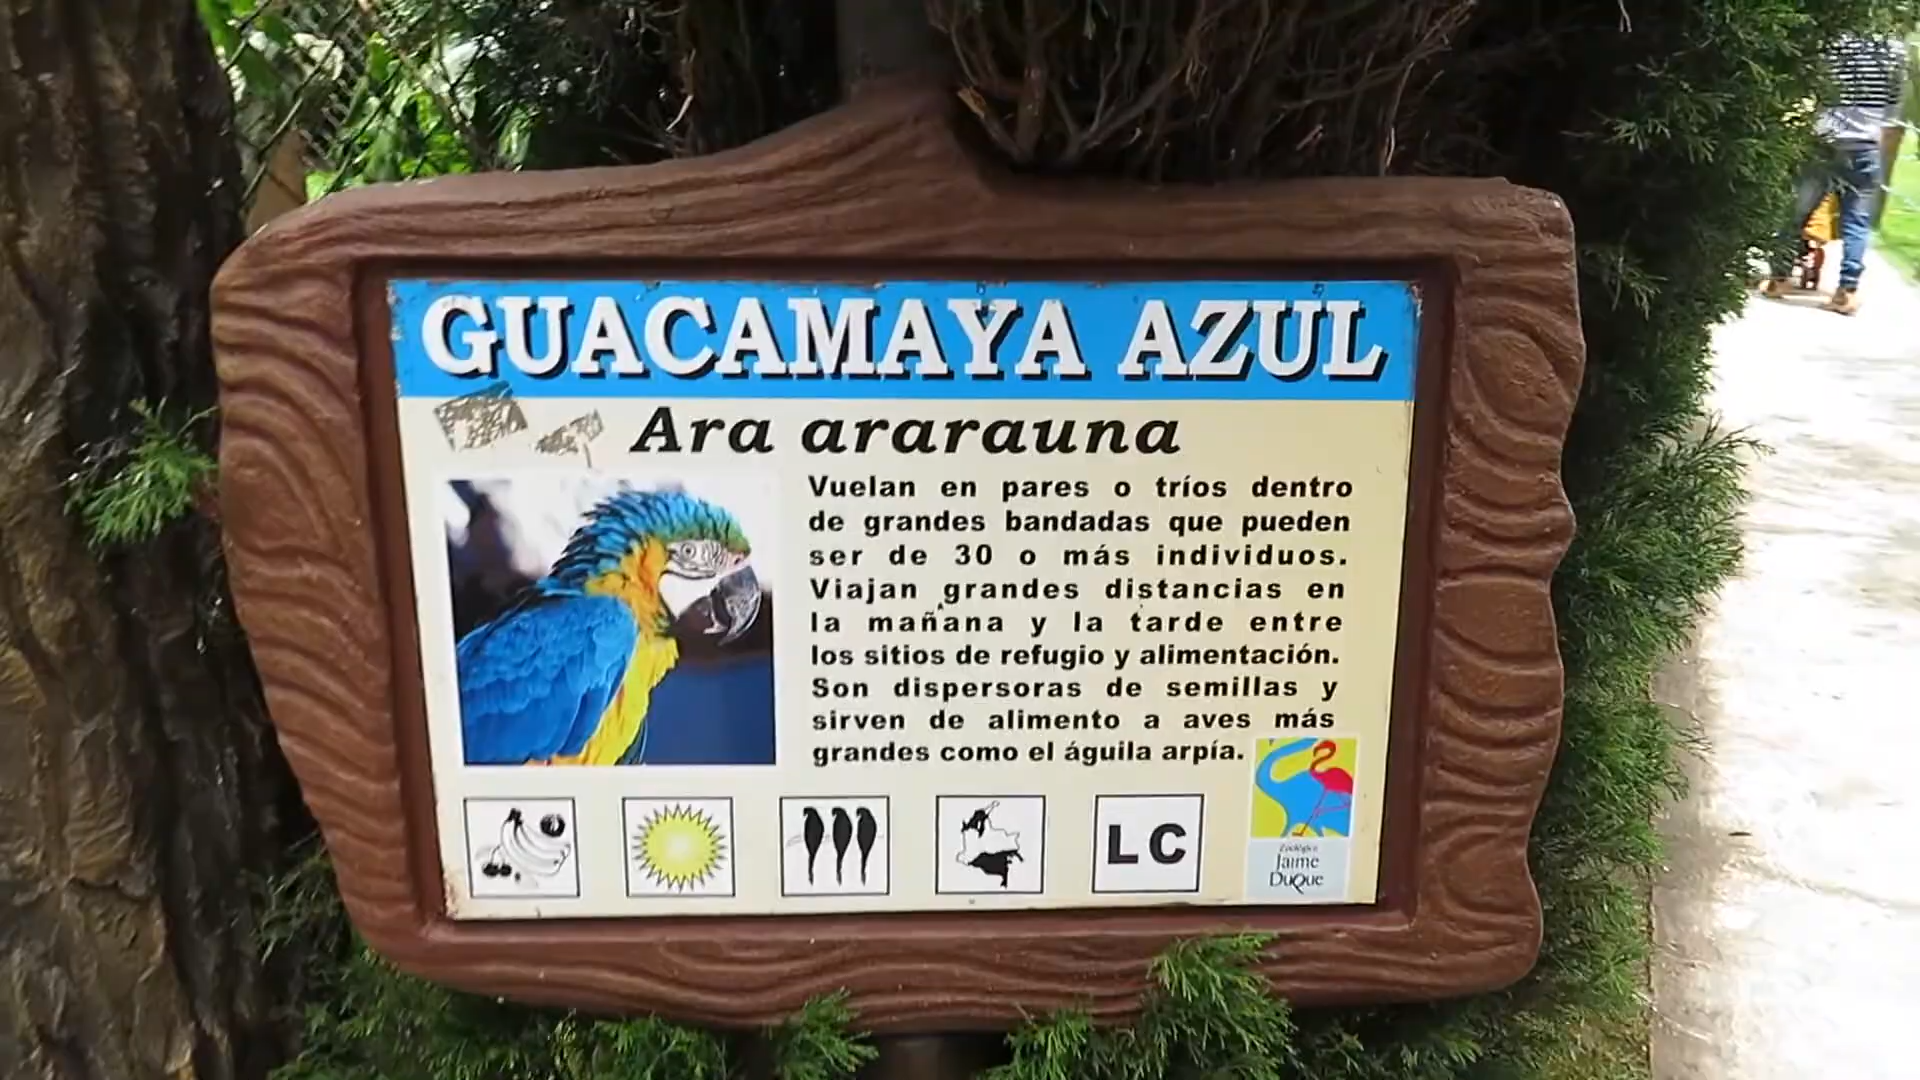 GUACAMAYA AZUL
Ara ararauna
Vuelan en pares o tríos dentro
de grandes bandadas que pueden
ser de 30 o más individuos.
Viajan grandes distancias en
la mañana y la tarde entre
los sitios de refugio y alimentación.
Son dispersoras de semillas y
sirven de alimento a aves más
grandes como el águila arpía.
LC
Zoológico
Jaime
DuQue